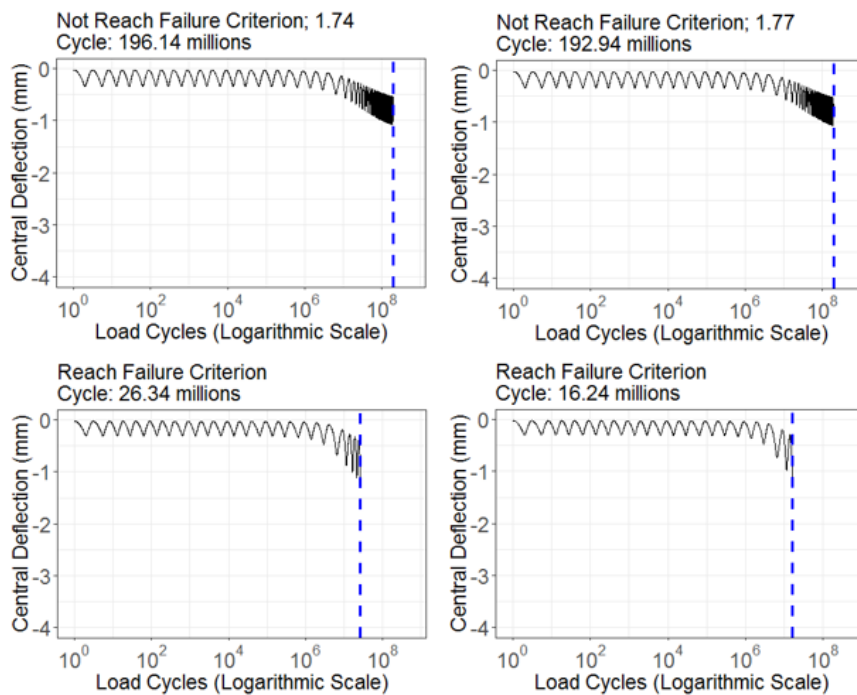 Not Reach Failure Criterion; 1.74
Cycle: 196.14 millions
Central Deflection (mm)
0
-1
-2
-3
-4
10^0 10^2 10^4 10^6 10^8
Load Cycles (Logarithmic Scale)
Not Reach Failure Criterion; 1.77
Cycle: 192.94 millions
Central Deflection (mm)
0
-1
-2
-3
-4
10^0 10^2 10^4 10^6 10^8
Load Cycles (Logarithmic Scale)
Reach Failure Criterion
Cycle: 26.34 millions
Central Deflection (mm)
0
-1
-2
-3
-4
10^0 10^2 10^4 10^6 10^8
Load Cycles (Logarithmic Scale)
Reach Failure Criterion
Cycle: 16.24 millions
Central Deflection (mm)
0
-1
-2
-3
-4
10^0 10^2 10^4 10^6 10^8
Load Cycles (Logarithmic Scale)